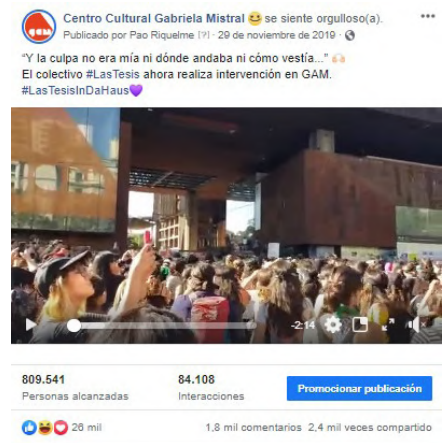 Centro Cultural Gabriela Mistral 😆 se siente orgulloso(a).
Publicado por Pao Riquelme [?] · 29 de noviembre de 2019 ·
"Y la culpa no era mía ni dónde andaba ni cómo vestía..." 🙌🏻
El colectivo #LasTesis ahora realiza intervención en GAM.
#LasTesisInDaHaus💜
gam
-2:14
809.541
84.108
Personas alcanzadas
Interacciones
Promocionar publicación
26 mil
1,8 mil comentarios 2,4 mil veces compartido